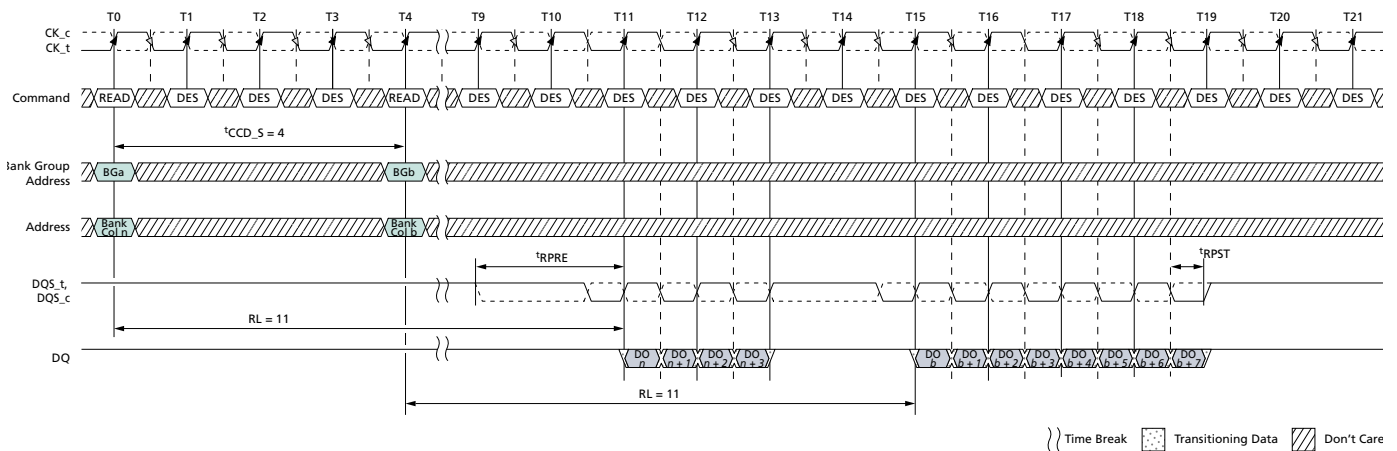 T0 T1 T2 T3 T4 T9 T10 T11 T12 T13 T14 T15 T16 T17 T18 T19 T20 T21
CK_c
CK_t
Command READ DES DES DES READ DES DES DES DES DES DES DES DES DES DES DES DES DES
tCCD_S = 4
Bank Group
Address
BGa BGb
Address
Bank
Col n
Bank
Col b
tRPRE
tRPST
DQS_t,
DQS_c
RL = 11
DQ
DO
n
DO
n + 1
DO
n + 2
DO
n + 3
DO
b
DO
b + 1
DO
b + 2
DO
b + 3
DO
b + 4
DO
b + 5
DO
b + 6
DO
b + 7
RL = 11
Time Break Transitioning Data Don't Care